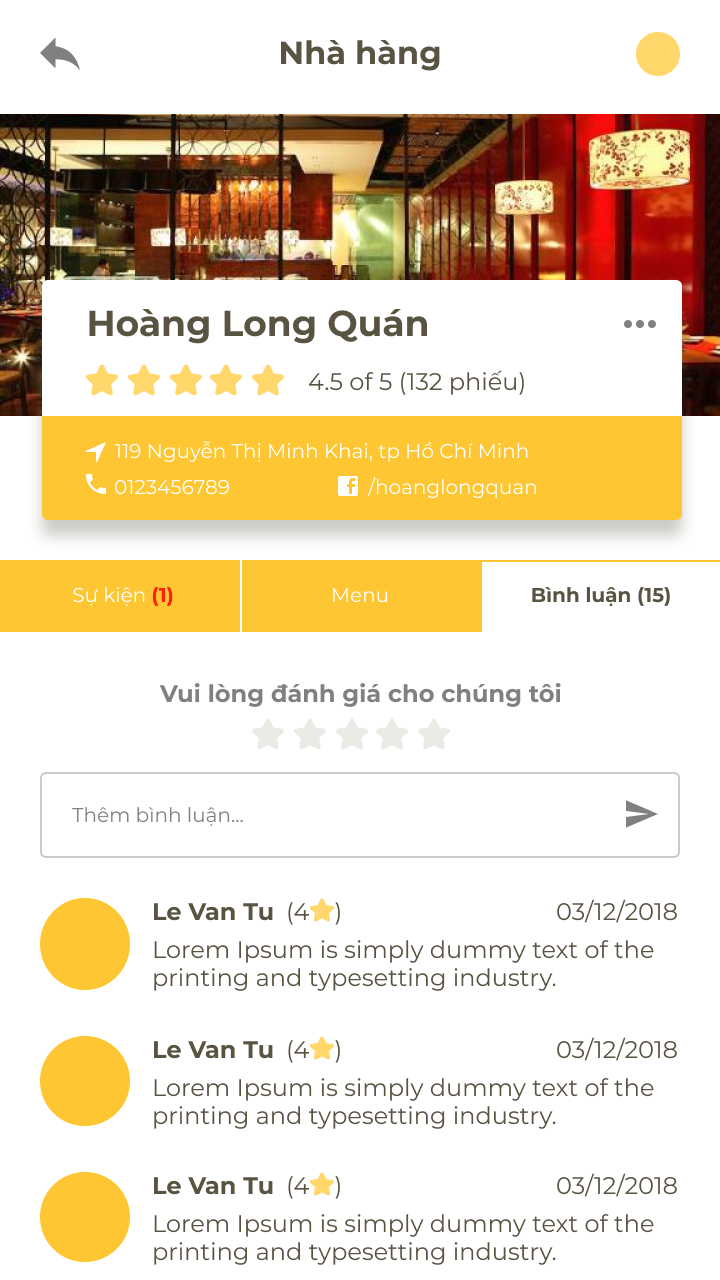 Nhà hàng
Hoàng Long Quán
4.5 of 5 (132 phiếu)
119 Nguyễn Thị Minh Khai, tp Hồ Chí Minh
0123456789
/hoanglongquan
Sự kiện (1)
Menu
Bình luận (15)
Vui lòng đánh giá cho chúng tôi
Thêm bình luận...
Le Van Tu (4★) 03/12/2018
Lorem Ipsum is simply dummy text of the
printing and typesetting industry.
Le Van Tu (4★) 03/12/2018
Lorem Ipsum is simply dummy text of the
printing and typesetting industry.
Le Van Tu (4★) 03/12/2018
Lorem Ipsum is simply dummy text of the
printing and typesetting industry.